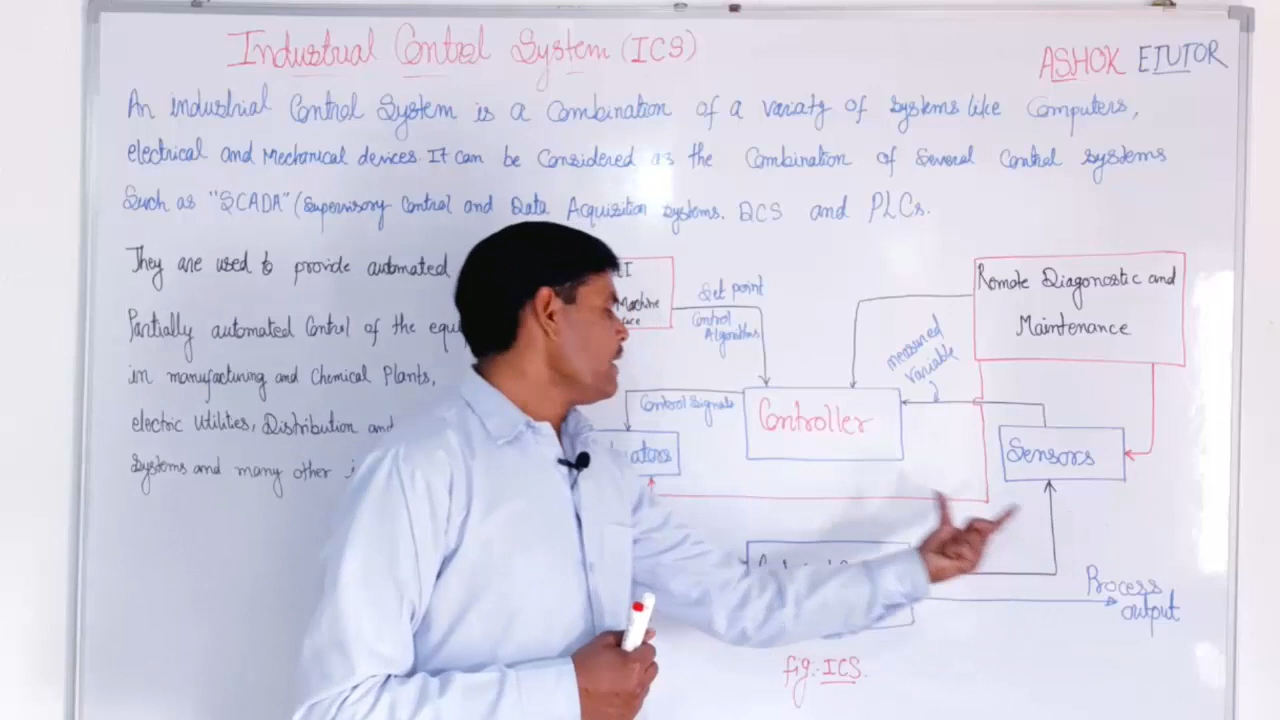 Industrial Control System (ICS)
ASHOK ETUTOR
An industrial Control System is a Combination of a variaty of systems like Computers,
electrical and Mechanical devices. It can be Considered as the Combination of Several Control systems
Such as "SCADA" (Supervisory Control and Data Acquisition systems. DCS and PLCs.
They are used to provide automated
Partially automated Control of the
in manufacturing and Chemical Plants,
electric Utilities, Distribution and
Systems and many other
Machine
Set point
Control
Algorithms
Remote Diagonostic and
Maintenance
measured
variable
Control Signals
Controller
Sensors
Process
output
fig: ICS.